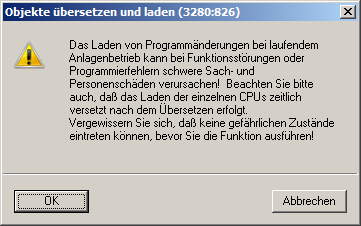 Objekte übersetzen und laden (3280:826)
Das Laden von Programmänderungen bei laufendem
Anlagenbetrieb kann bei Funktionsstörungen oder
Programmierfehlern schwere Sach- und
Personenschäden verursachen! Beachten Sie bitte
auch, daß das Laden der einzelnen CPUs zeitlich
versetzt nach dem Übersetzen erfolgt.
Vergewissern Sie sich, daß keine gefährlichen Zustände
eintreten können, bevor Sie die Funktion ausführen!
OK
Abbrechen